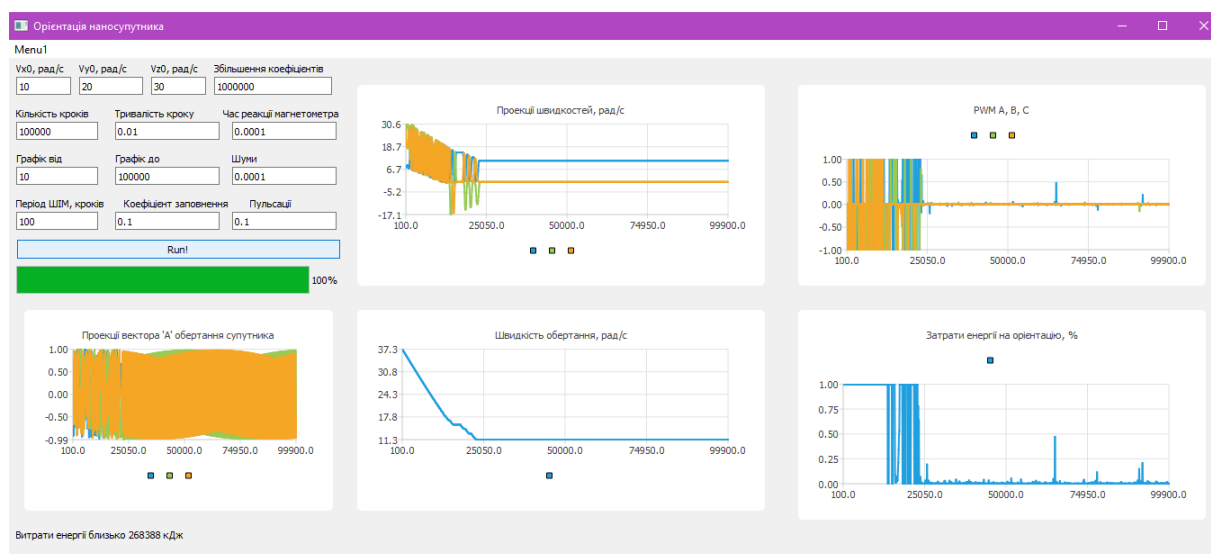 Орієнтація наносупутника
Menu1
Vx0, рад/с Vy0, рад/с Vz0, рад/с Збільшення коефіцієнтів
10 20 30 1000000
Кількість кроків Тривалість кроку Час реакції магнетометра
100000 0.01 0.0001
Графік від Графік до Шуми
10 100000 0.0001
Період ШІМ, кроків Коефіцієнт заповнення Пульсації
100 0.1 0.1
Run!
100%
Проекції швидкостей, рад/с
30.6
18.7
6.7
-5.2
-17.1
100.0 25050.0 50000.0 74950.0 99900.0
PWM A, B, C
1.00
0.50
0.00
-0.50
-1.00
100.0 25050.0 50000.0 74950.0 99900.0
Проекції вектора 'A' обертання супутника
1.00
0.50
0.00
-0.50
-0.99
100.0 25050.0 50000.0 74950.0 99900.0
Швидкість обертання, рад/с
37.3
30.8
24.3
17.8
11.3
100.0 25050.0 50000.0 74950.0 99900.0
Затрати енергії на орієнтацію, %
1.00
0.75
0.50
0.25
0.00
100.0 25050.0 50000.0 74950.0 99900.0
Витрати енергії близько 268388 кДж